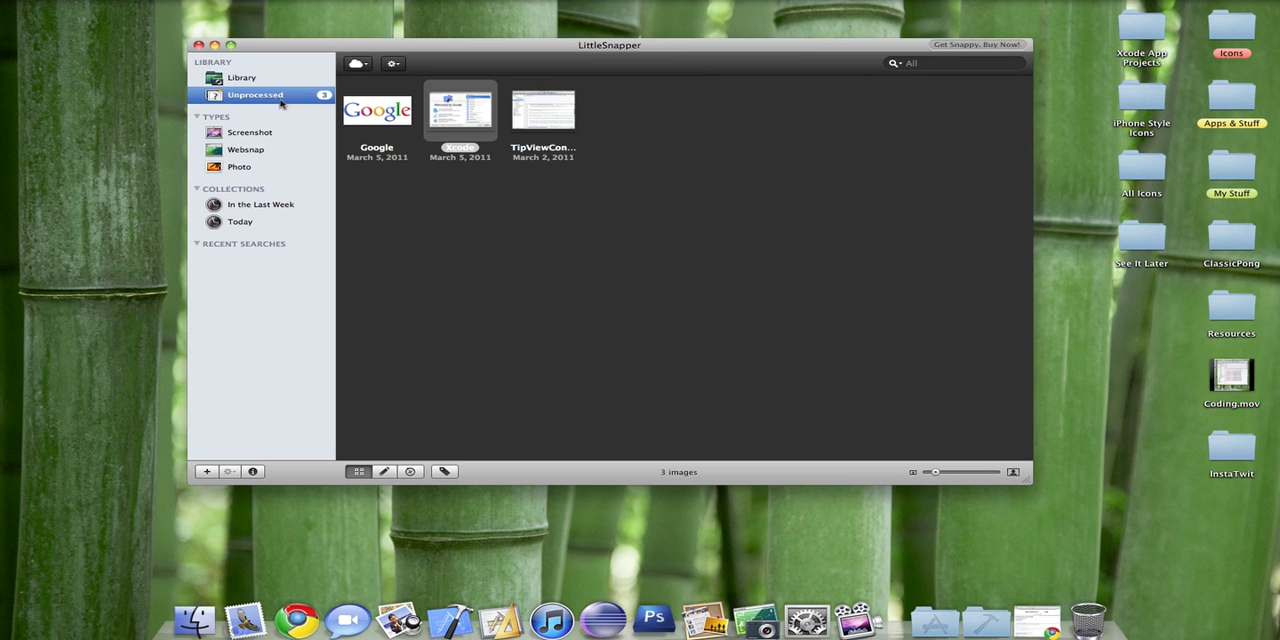 LittleSnapper
Get Snappy. Buy Now!
LIBRARY
Library
Unprocessed
3
TYPES
Screenshot
Websnap
Photo
COLLECTIONS
In the Last Week
Today
RECENT SEARCHES
All
Google
Google
March 5, 2011
Xcode
March 5, 2011
TipViewCon...
March 2, 2011
3 images
Xcode App
Projects
Icons
iPhone Style
Icons
Apps & Stuff
All Icons
My Stuff
See It Later
ClassicPong
Resources
Coding.mov
InstaTwit
Ps